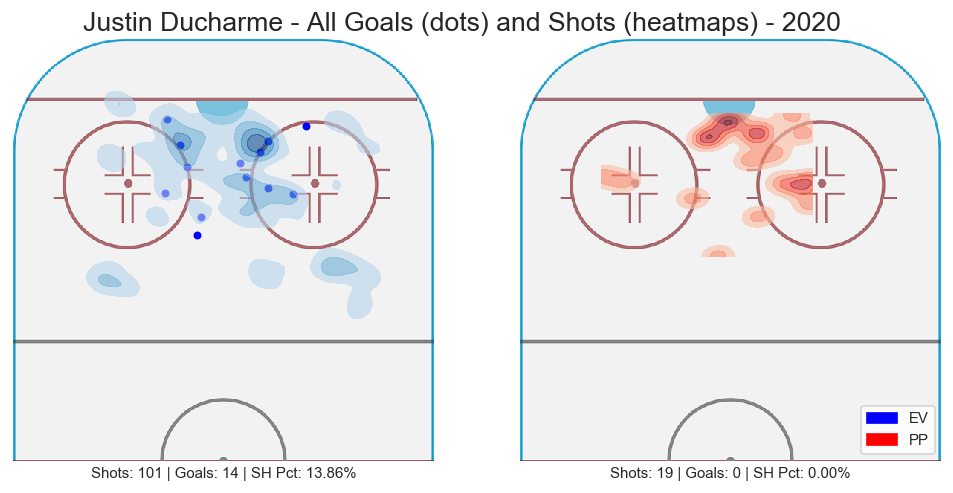 Justin Ducharme - All Goals (dots) and Shots (heatmaps) - 2020
EV
PP
Shots: 101 | Goals: 14 | SH Pct: 13.86%
Shots: 19 | Goals: 0 | SH Pct: 0.00%